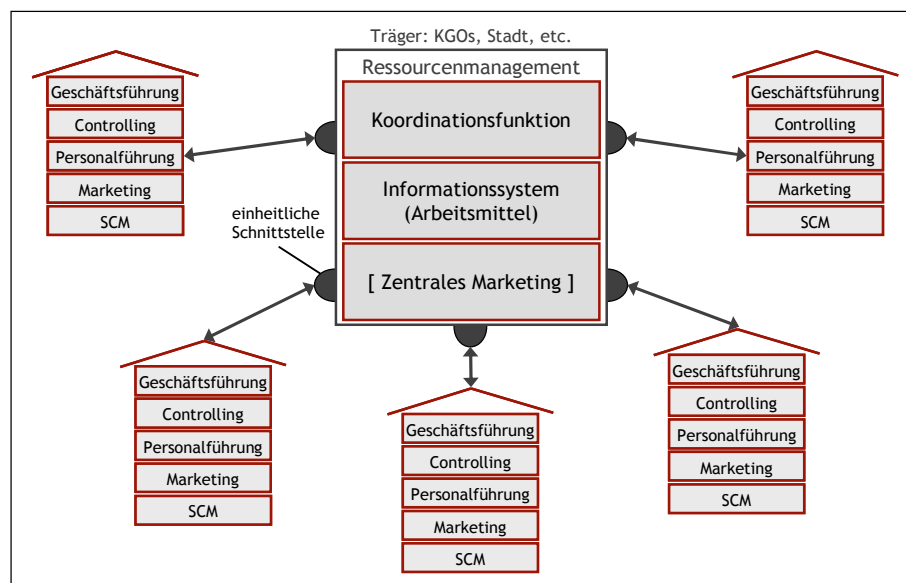 Träger: KGOs, Stadt, etc.
Ressourcenmanagement
Koordinationsfunktion
Informationssystem
(Arbeitsmittel)
[ Zentrales Marketing ]
einheitliche
Schnittstelle
Geschäftsführung
Controlling
Personalführung
Marketing
SCM
Geschäftsführung
Controlling
Personalführung
Marketing
SCM
Geschäftsführung
Controlling
Personalführung
Marketing
SCM
Geschäftsführung
Controlling
Personalführung
Marketing
SCM
Geschäftsführung
Controlling
Personalführung
Marketing
SCM